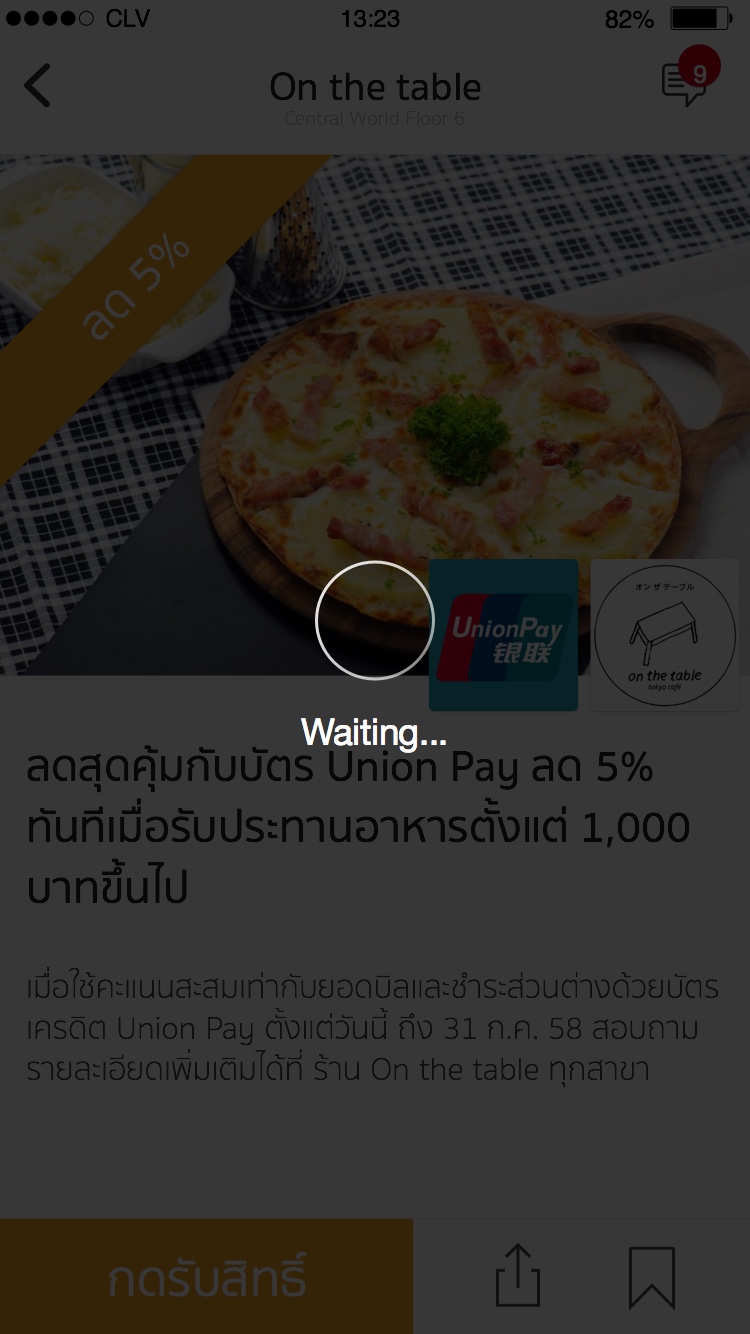 CLV 13:23 82%
On the table
9
Central World Floor 6
ลด 5%
UnionPay
银联
オン ザ テーブル
on the table
tokyo café
Waiting...
ลดสุดคุ้มกับบัตร Union Pay ลด 5%
ทันทีเมื่อรับประทานอาหารตั้งแต่ 1,000
บาทขึ้นไป
เมื่อใช้คะแนนสะสมเท่ากับยอดบิลและชำระส่วนต่างด้วยบัตร
เครดิต Union Pay ตั้งแต่วันนี้ ถึง 31 ก.ค. 58 สอบถาม
รายละเอียดเพิ่มเติมได้ที่ ร้าน On the table ทุกสาขา
กดรับสิทธิ์